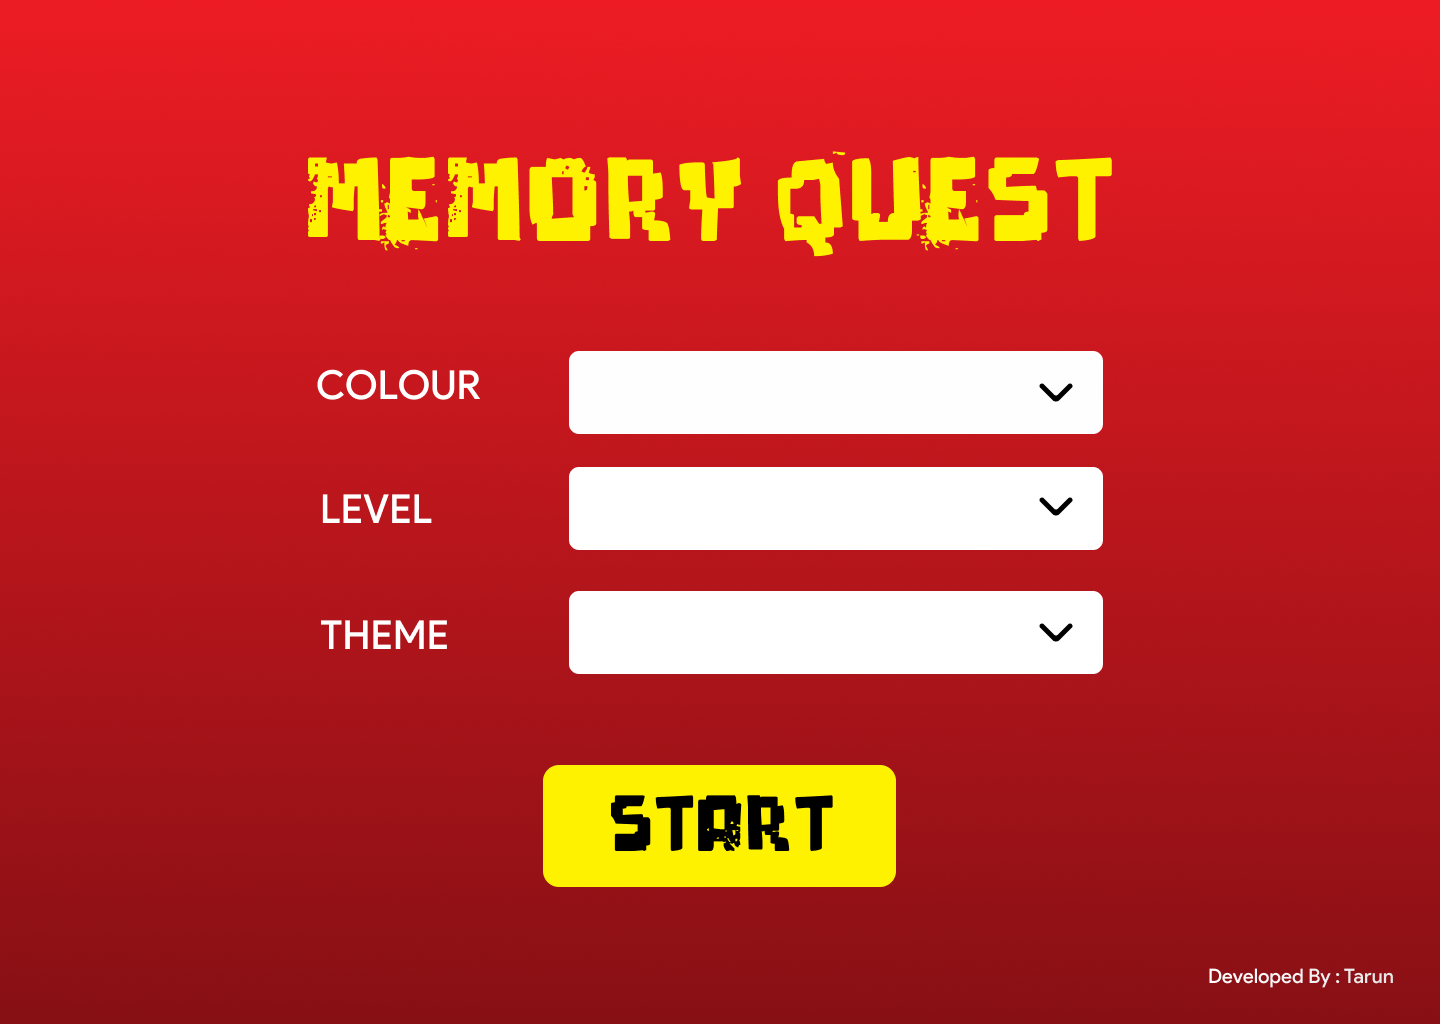 MEMORY QUEST
COLOUR
LEVEL
THEME
START
Developed By : Tarun